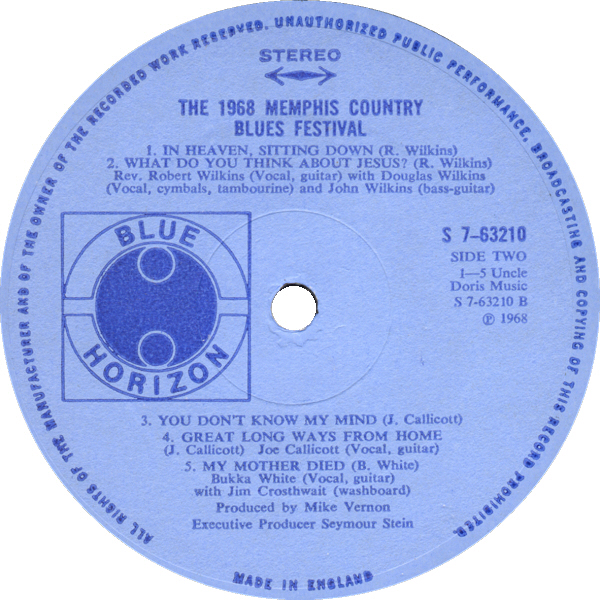 ALL RIGHTS OF THE MANUFACTURER AND OF THE OWNER OF THE RECORDED WORK RESERVED. UNAUTHORIZED PUBLIC PERFORMANCE, BROADCASTING AND COPYING OF THIS RECORD PROHIBITED.
STEREO
THE 1968 MEMPHIS COUNTRY
BLUES FESTIVAL
1. IN HEAVEN, SITTING DOWN (R. Wilkins)
2. WHAT DO YOU THINK ABOUT JESUS? (R. Wilkins)
Rev. Robert Wilkins (Vocal, guitar) with Douglas Wilkins
(Vocal, cymbals, tambourine) and John Wilkins (bass-guitar)
BLUE
HORIZON
S 7-63210
SIDE TWO
1—5 Uncle
Doris Music
S 7-63210 B
℗ 1968
3. YOU DON'T KNOW MY MIND (J. Callicott)
4. GREAT LONG WAYS FROM HOME
(J. Callicott) Joe Callicott (Vocal, guitar)
5. MY MOTHER DIED (B. White)
Bukka White (Vocal, guitar)
with Jim Crosthwait (washboard)
Produced by Mike Vernon
Executive Producer Seymour Stein
MADE IN ENGLAND